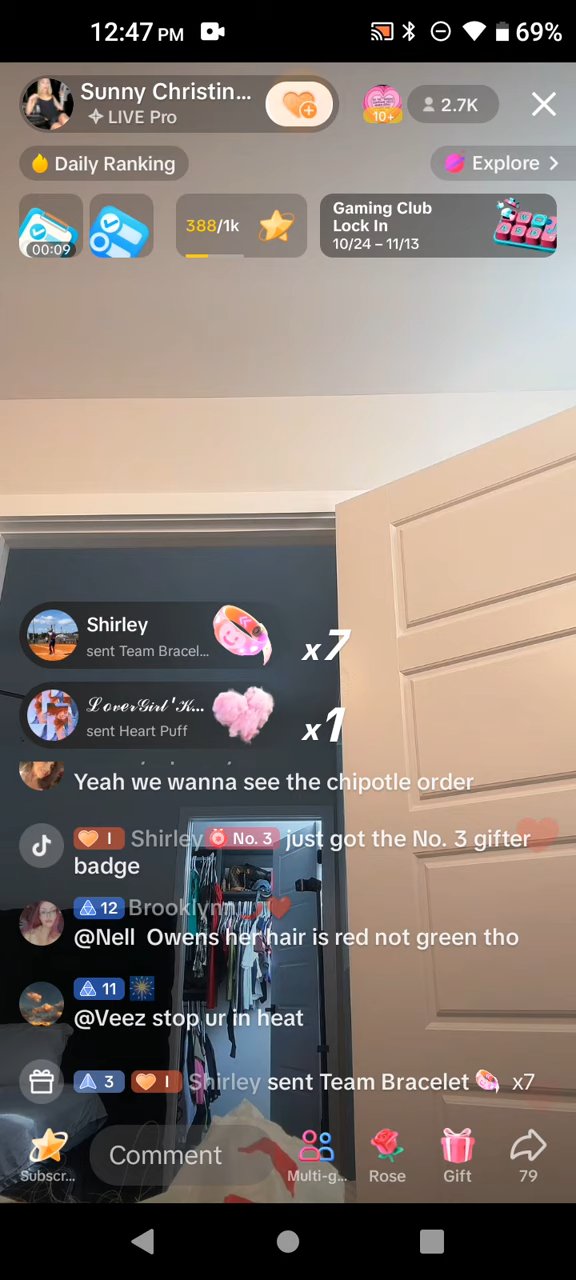 12:47 PM
69%
Sunny Christin...
LIVE Pro
10+
2.7K
Daily Ranking
Explore
00:09
388/1k
Gaming Club
Lock In
10/24 – 11/13
Shirley
sent Team Bracel...
x7
𝓛𝓸𝓿𝓮𝓻𝓖𝓲𝓻𝓵'𝓚...
sent Heart Puff
x1
Yeah we wanna see the chipotle order
I Shirley No. 3 just got the No. 3 gifter
badge
12 Brooklynn
@Nell Owens her hair is red not green tho
11
@Veez stop ur in heat
3 I Shirley sent Team Bracelet x7
Comment
Subscr...
Multi-g...
Rose
Gift
79